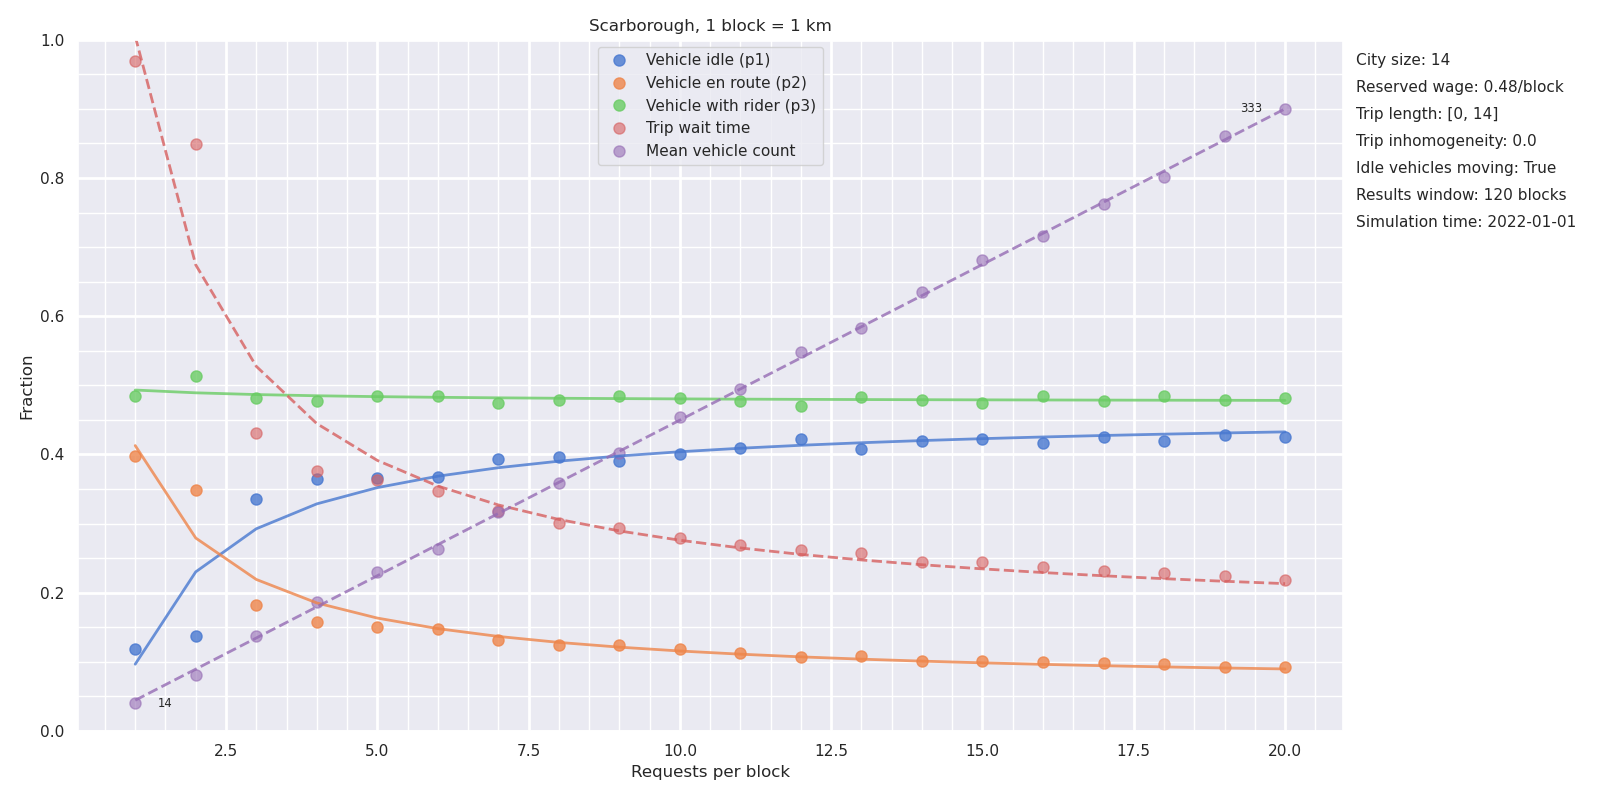 Scarborough, 1 block = 1 km
1.0
0.8
0.6
0.4
0.2
0.0
Fraction
Vehicle idle (p1)
Vehicle en route (p2)
Vehicle with rider (p3)
Trip wait time
Mean vehicle count
333
14
2.5
5.0
7.5
10.0
12.5
15.0
17.5
20.0
Requests per block
City size: 14
Reserved wage: 0.48/block
Trip length: [0, 14]
Trip inhomogeneity: 0.0
Idle vehicles moving: True
Results window: 120 blocks
Simulation time: 2022-01-01